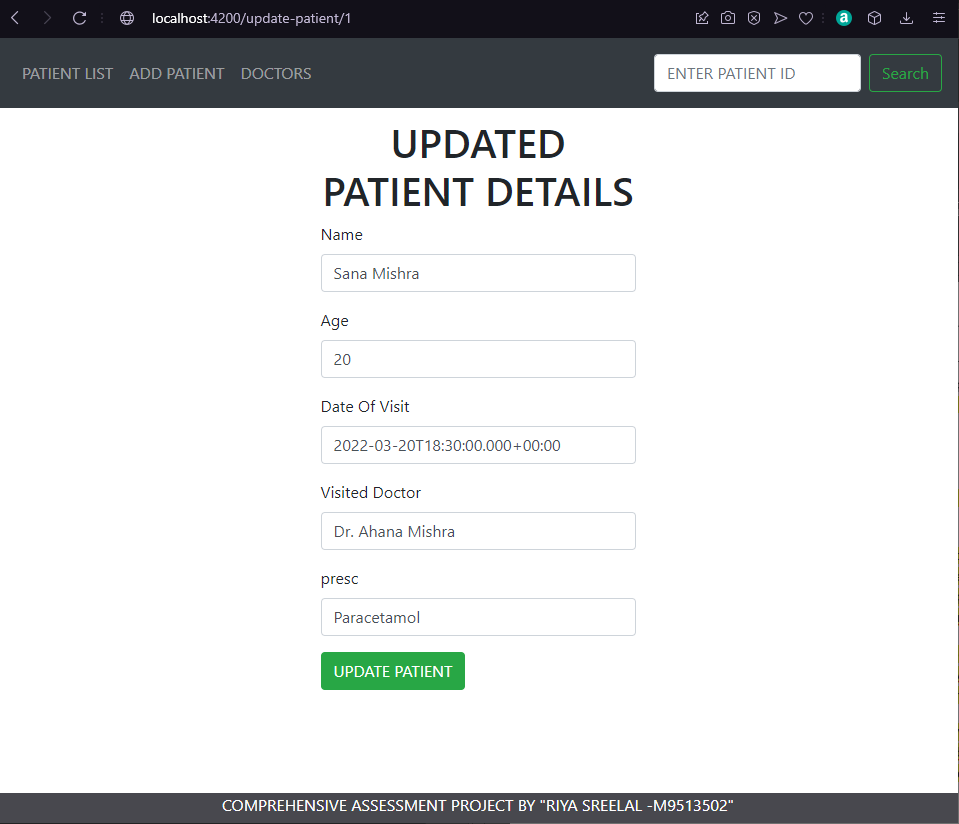 localhost:4200/update-patient/1
a
PATIENT LIST ADD PATIENT DOCTORS ENTER PATIENT ID Search
UPDATED
PATIENT DETAILS
Name
Sana Mishra
Age
20
Date Of Visit
2022-03-20T18:30:00.000+00:00
Visited Doctor
Dr. Ahana Mishra
presc
Paracetamol
UPDATE PATIENT
COMPREHENSIVE ASSESSMENT PROJECT BY "RIYA SREELAL -M9513502"